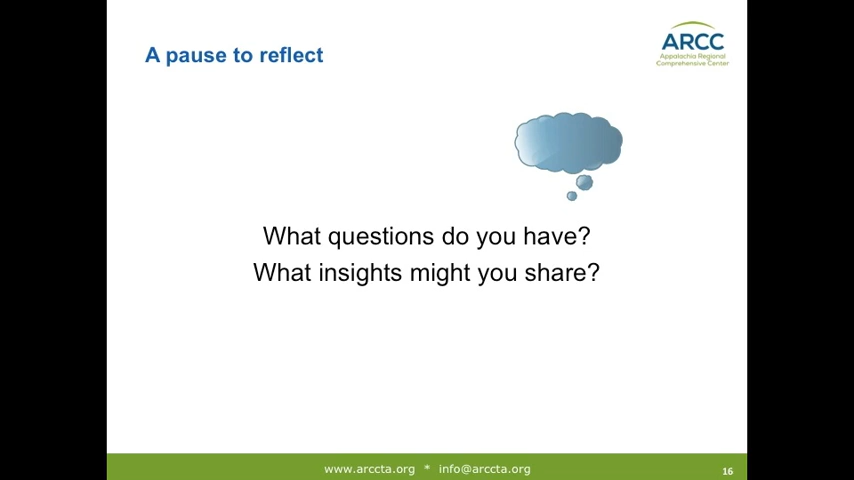 A pause to reflect
ARCC
Appalachia Regional
Comprehensive Center
What questions do you have?
What insights might you share?
www.arccta.org * info@arccta.org
16